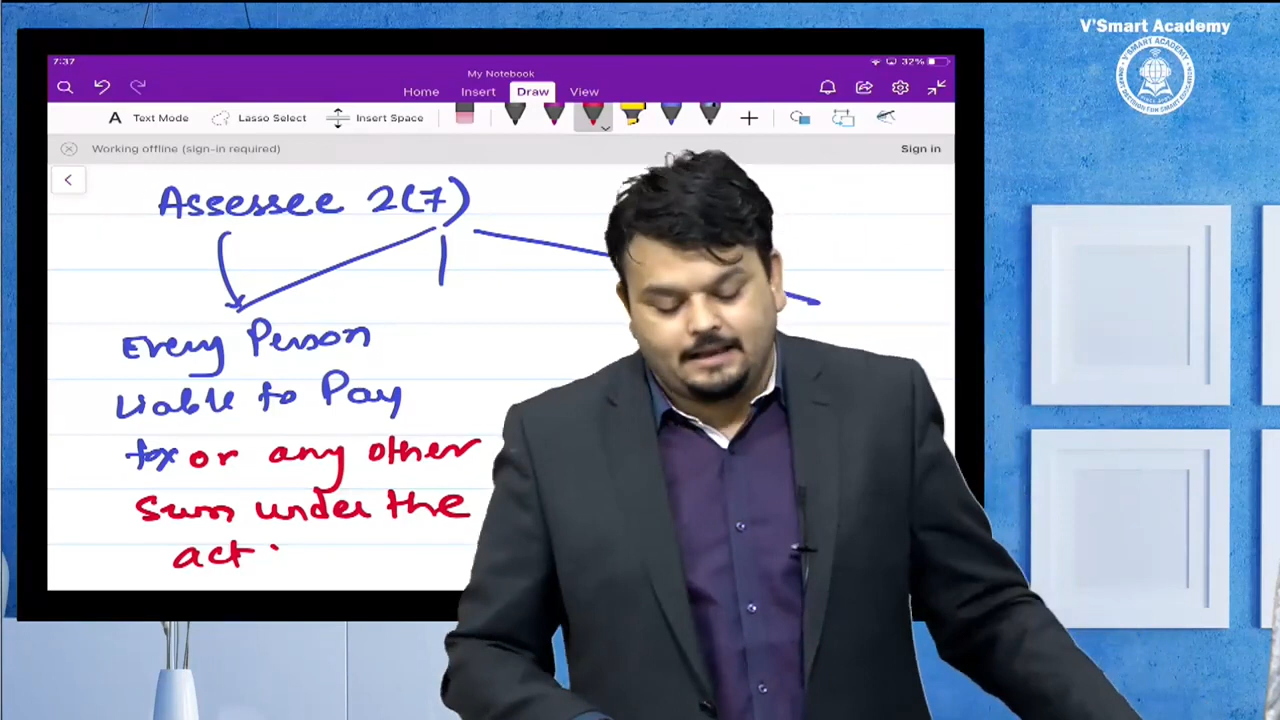 V'Smart Academy
7:37
32%
My Notebook
Home Insert Draw View
Text Mode Lasso Select Insert Space
Working offline (sign-in required) Sign in
Assessee 2(7)
Every Person
Liable to Pay
tax or any other
Sum under the
act.